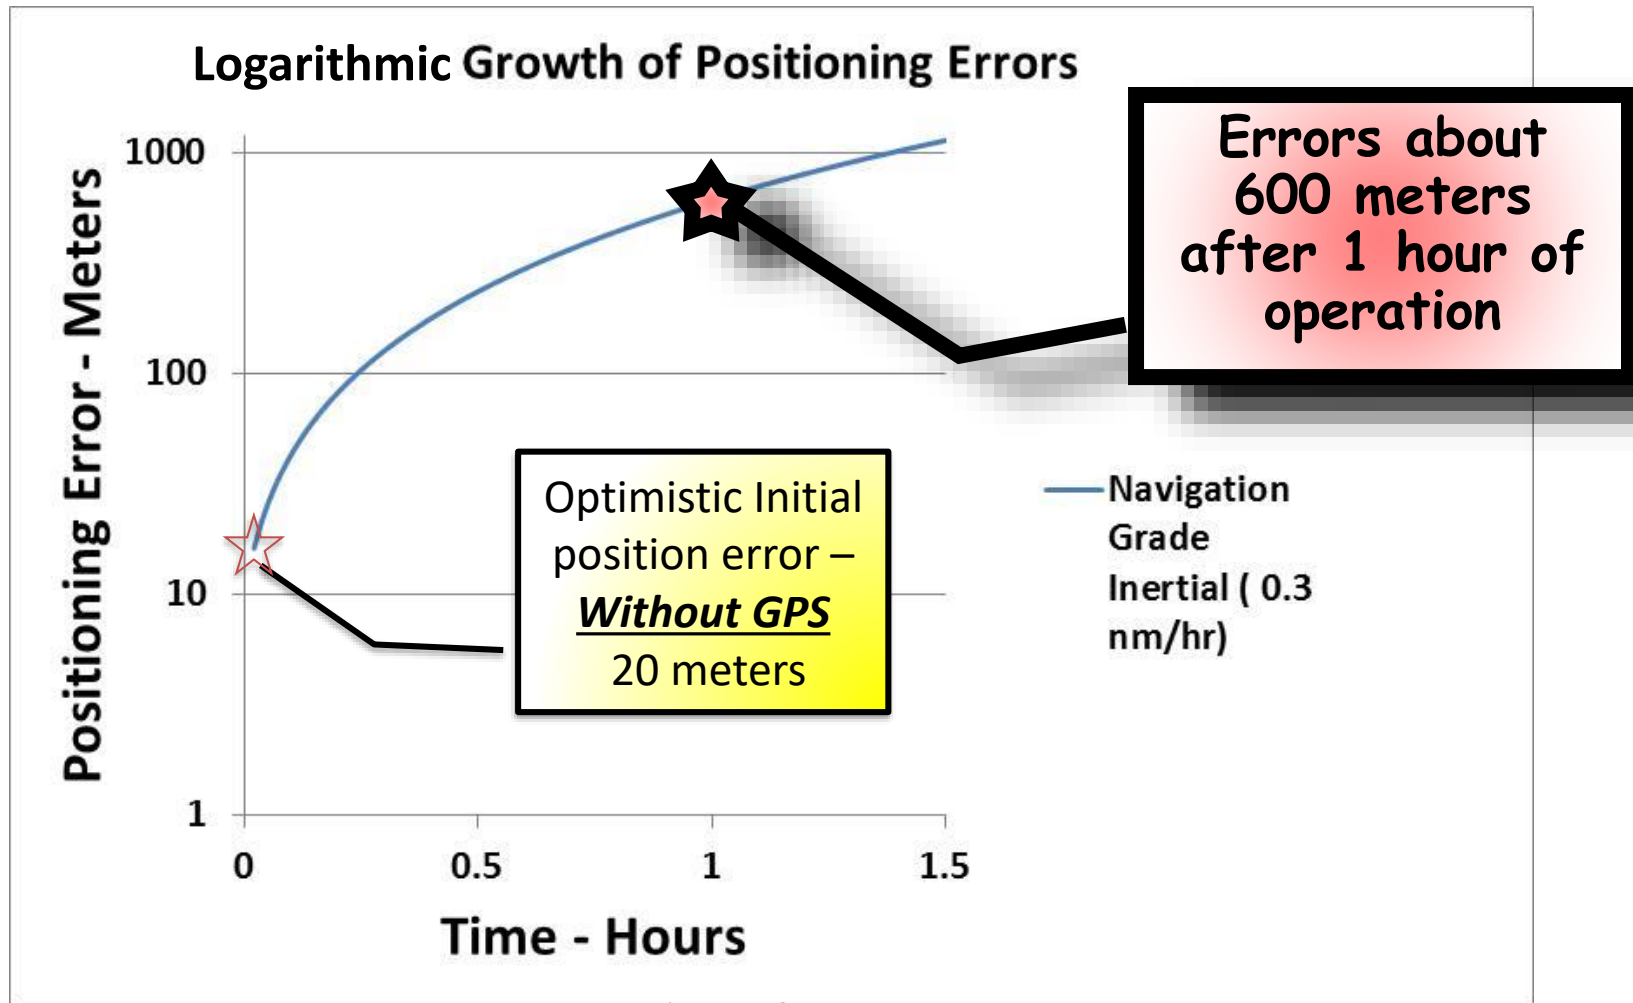 Logarithmic Growth of Positioning Errors
Errors about
600 meters
after 1 hour of
operation
Positioning Error - Meters
1000
100
10
1
Optimistic Initial
position error –
Without GPS
20 meters
Navigation
Grade
Inertial ( 0.3
nm/hr)
0 0.5 1 1.5
Time - Hours